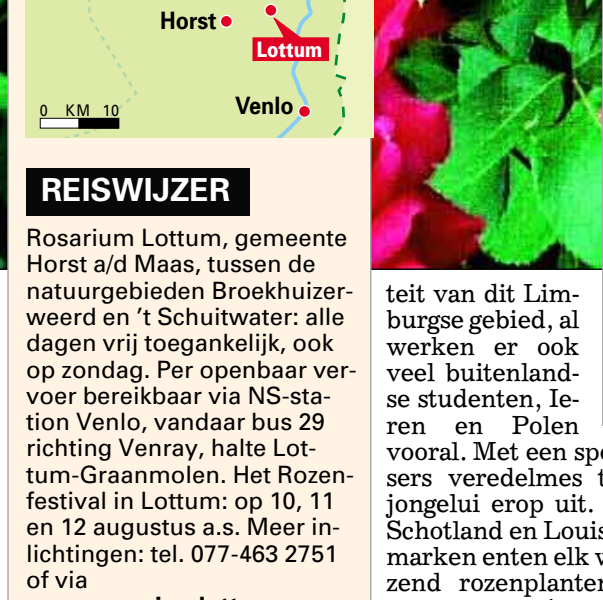 Horst
Lottum
Venlo
0 KM 10
REISWIJZER
Rosarium Lottum, gemeente
Horst a/d Maas, tussen de
natuurgebieden Broekhuizer-
weerd en 't Schuitwater: alle
dagen vrij toegankelijk, ook
op zondag. Per openbaar ver-
voer bereikbaar via NS-sta-
tion Venlo, vandaar bus 29
richting Venray, halte Lot-
tum-Graanmolen. Het Rozen-
festival in Lottum: op 10, 11
en 12 augustus a.s. Meer in-
lichtingen: tel. 077-463 2751
of via
teit van dit Lim-
burgse gebied, al
werken er ook
veel buitenland-
se studenten, Ie-
ren en Polen
vooral. Met een
sers veredelmes
jongelui erop uit.
Schotland en
marken enten elk
zend